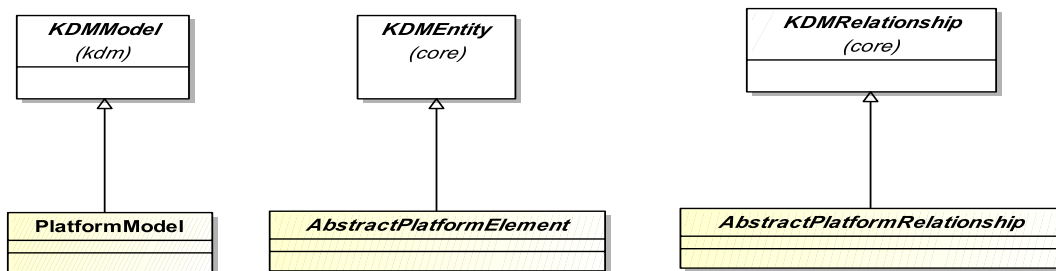 KDMModel
(kdm)
KDMEntity
(core)
KDMRelationship
(core)
PlatformModel
AbstractPlatformElement
AbstractPlatformRelationship